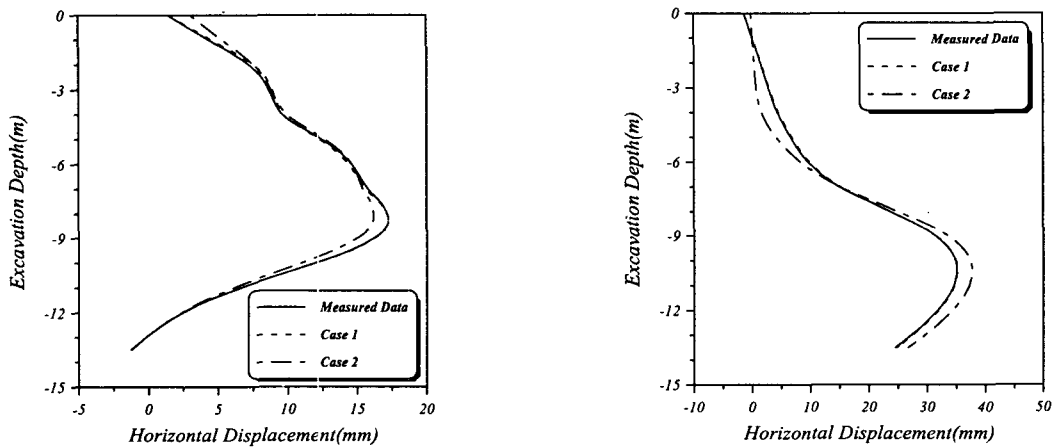 -0
-3
-6
-9
-12
-15
Excavation Depth(m)
Measured Data
Case 1
Case 2
-5
0
5
10
15
20
Horizontal Displacement(mm)
0
-3
-6
-9
-12
-15
Excavation Depth(m)
Measured Data
Case 1
Case 2
-10
0
10
20
30
40
50
Horizontal Displacement(mm)